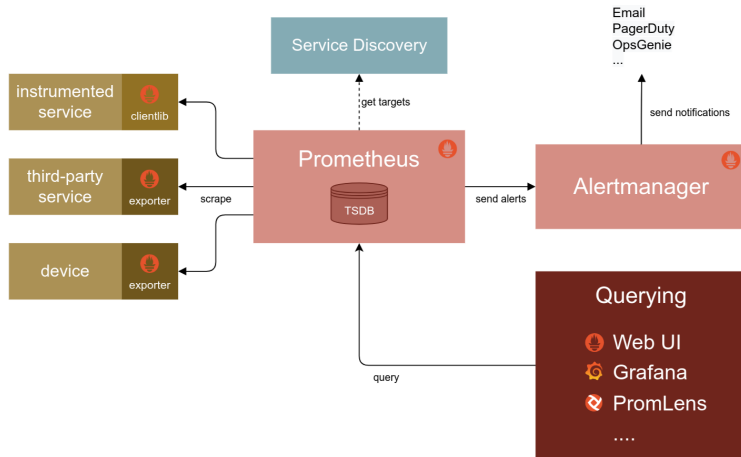 Email
PagerDuty
OpsGenie
...
Service Discovery
get targets
send notifications
instrumented
service
clientlib
Prometheus
TSDB
third-party
service
exporter
scrape
send alerts
Alertmanager
device
exporter
query
Querying
Web UI
Grafana
PromLens
....